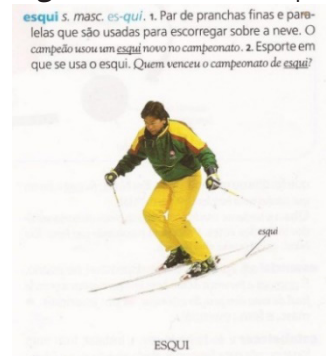 esqui s. masc. es-qui. 1. Par de pranchas finas e para-
lelas que são usadas para escorregar sobre a neve. O
campeão usou um esqui novo no campeonato. 2. Esporte em
que se usa o esqui. Quem venceu o campeonato de esqui?
esqui
ESQUI